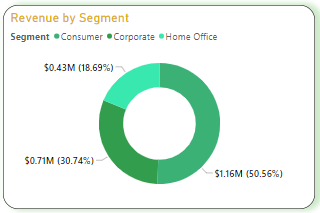 Revenue by Segment
Segment Consumer Corporate Home Office
$0.43M (18.69%)
$0.71M (30.74%)
$1.16M (50.56%)